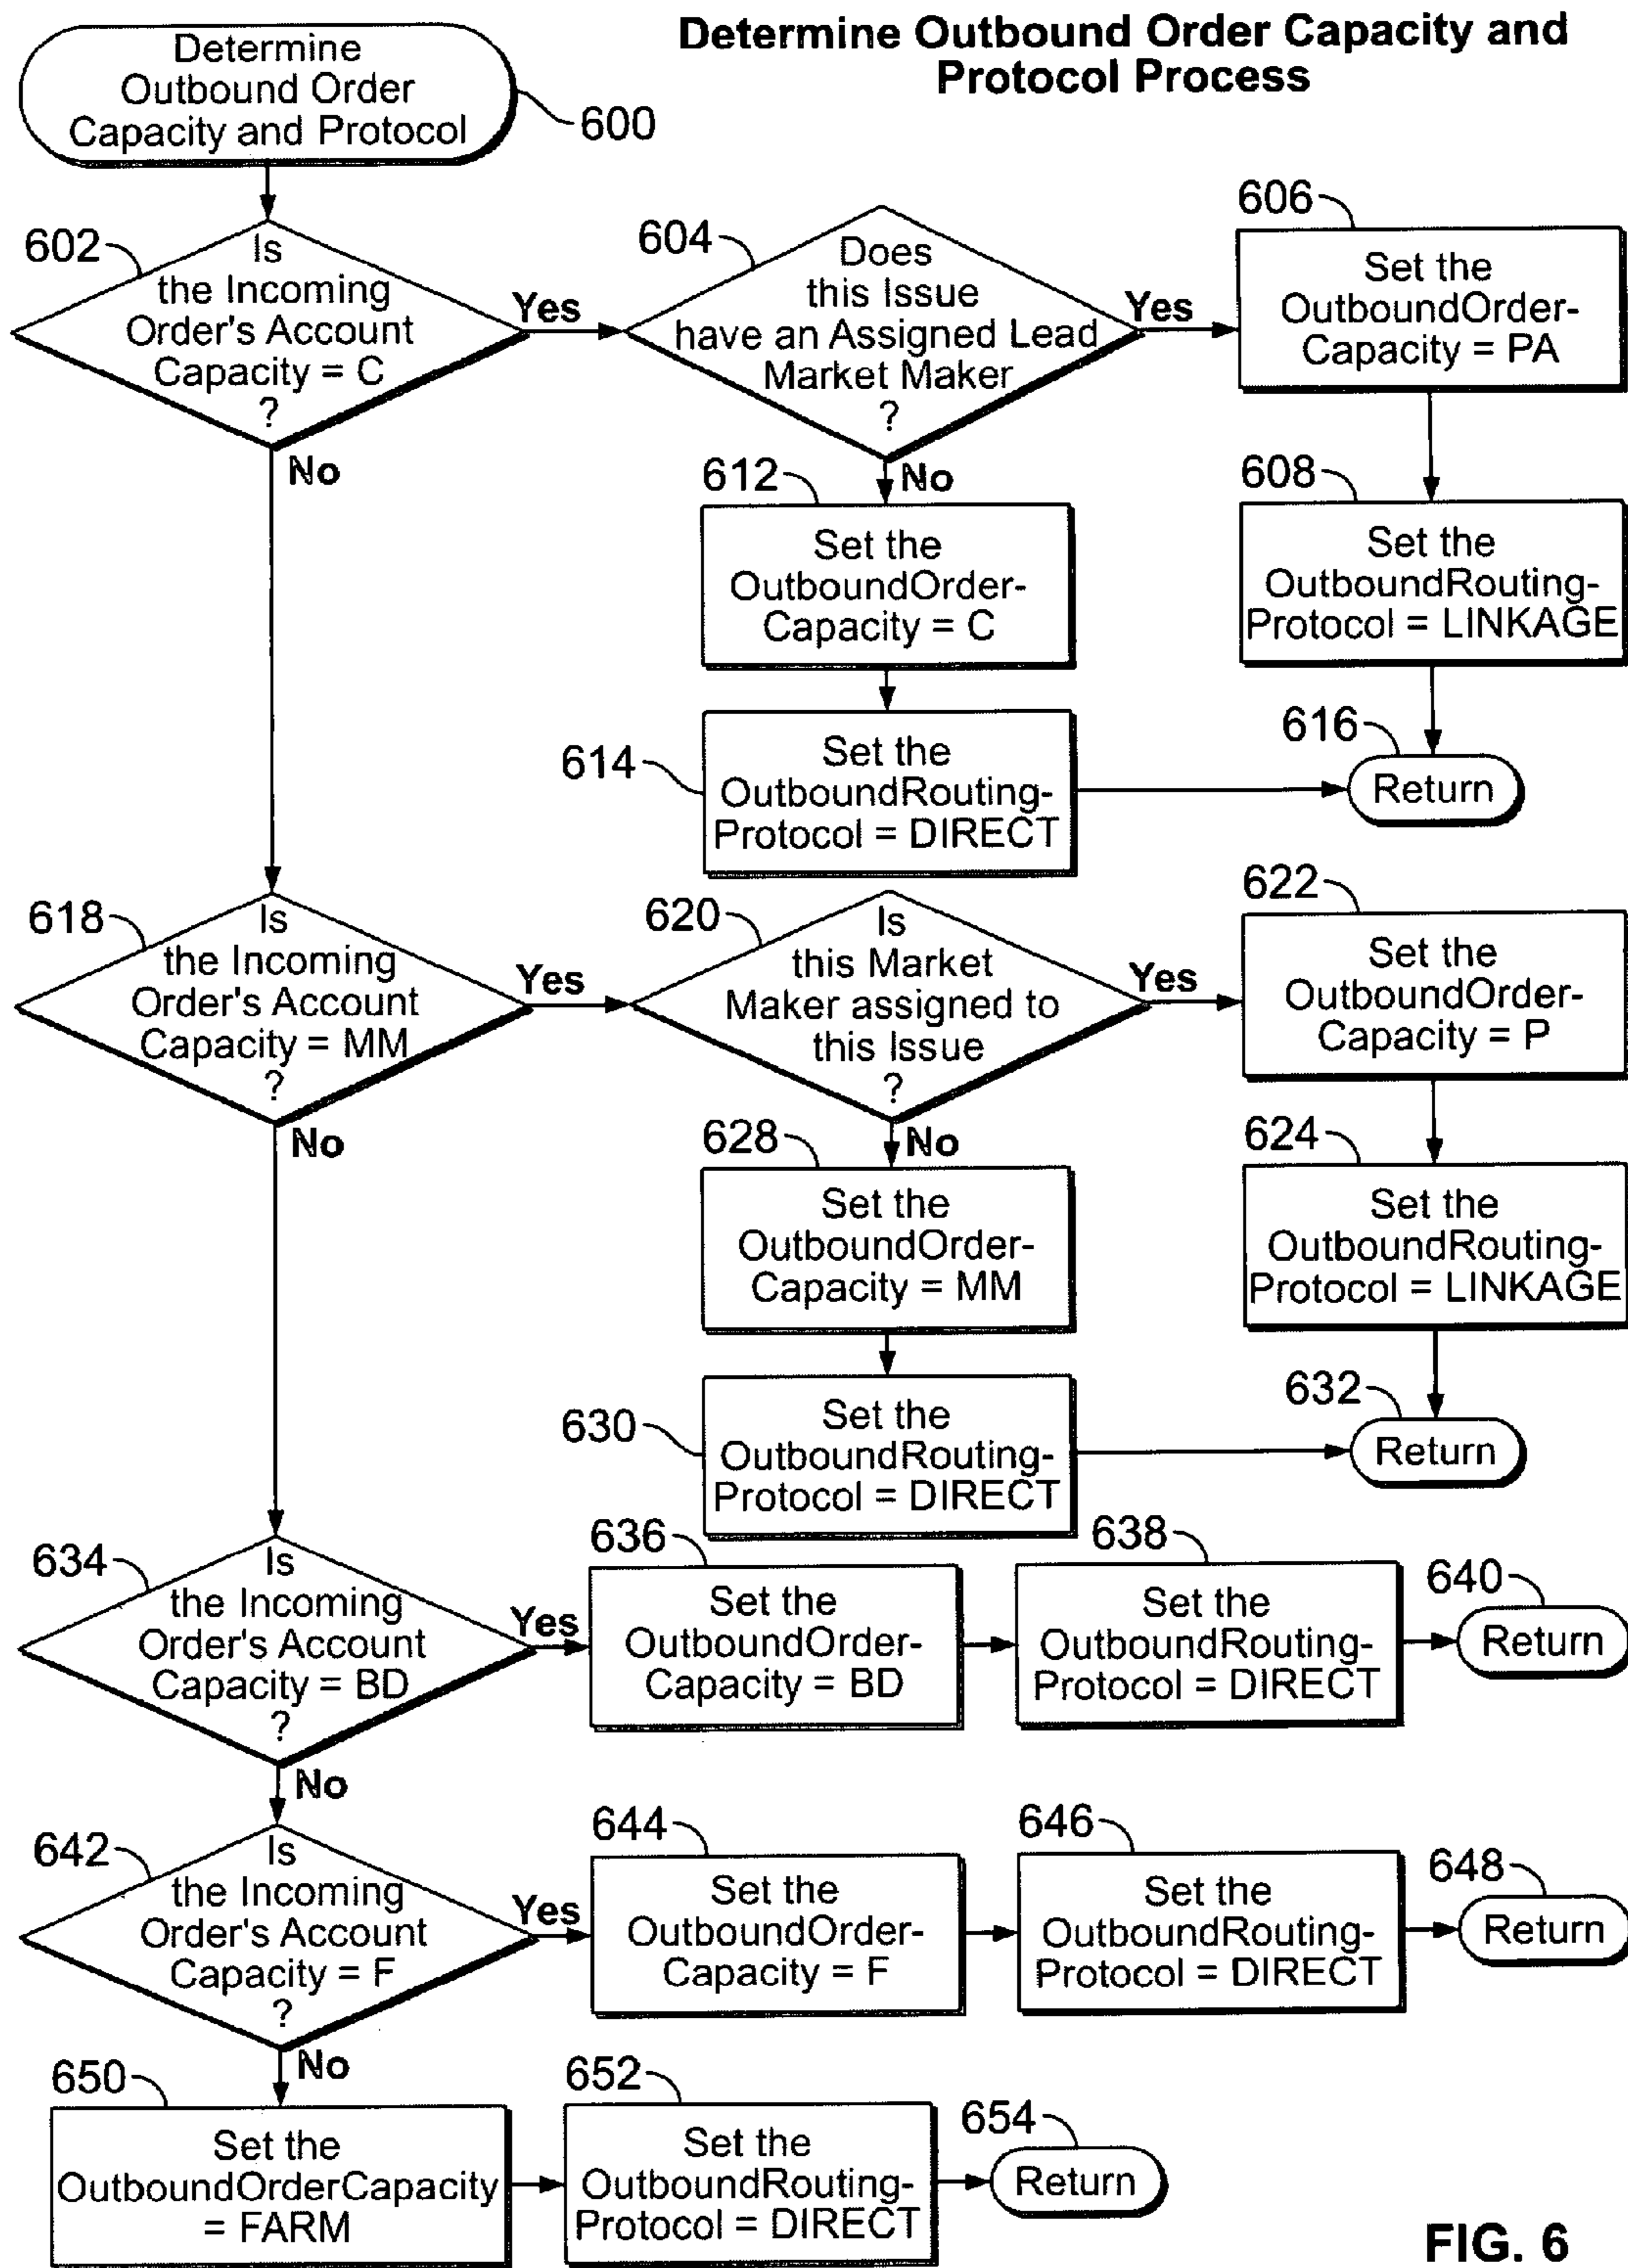 Determine Outbound Order Capacity and
Protocol Process
Determine
Outbound Order
Capacity and Protocol
600
602
Is
the Incoming
Order's Account
Capacity = C
?
Yes
No
604
Does
this Issue
have an Assigned Lead
Market Maker
?
Yes
No
606
Set the
OutboundOrder-
Capacity = PA
608
Set the
OutboundRouting-
Protocol = LINKAGE
612
Set the
OutboundOrder-
Capacity = C
614
Set the
OutboundRouting-
Protocol = DIRECT
616
Return
618
Is
the Incoming
Order's Account
Capacity = MM
?
Yes
No
620
Is
this Market
Maker assigned to
this Issue
?
Yes
No
622
Set the
OutboundOrder-
Capacity = P
624
Set the
OutboundRouting-
Protocol = LINKAGE
628
Set the
OutboundOrder-
Capacity = MM
630
Set the
OutboundRouting-
Protocol = DIRECT
632
Return
634
Is
the Incoming
Order's Account
Capacity = BD
?
Yes
No
636
Set the
OutboundOrder-
Capacity = BD
638
Set the
OutboundRouting-
Protocol = DIRECT
640
Return
642
Is
the Incoming
Order's Account
Capacity = F
?
Yes
No
644
Set the
OutboundOrder-
Capacity = F
646
Set the
OutboundRouting-
Protocol = DIRECT
648
Return
650
Set the
OutboundOrderCapacity
= FARM
652
Set the
OutboundRouting-
Protocol = DIRECT
654
Return
FIG. 6